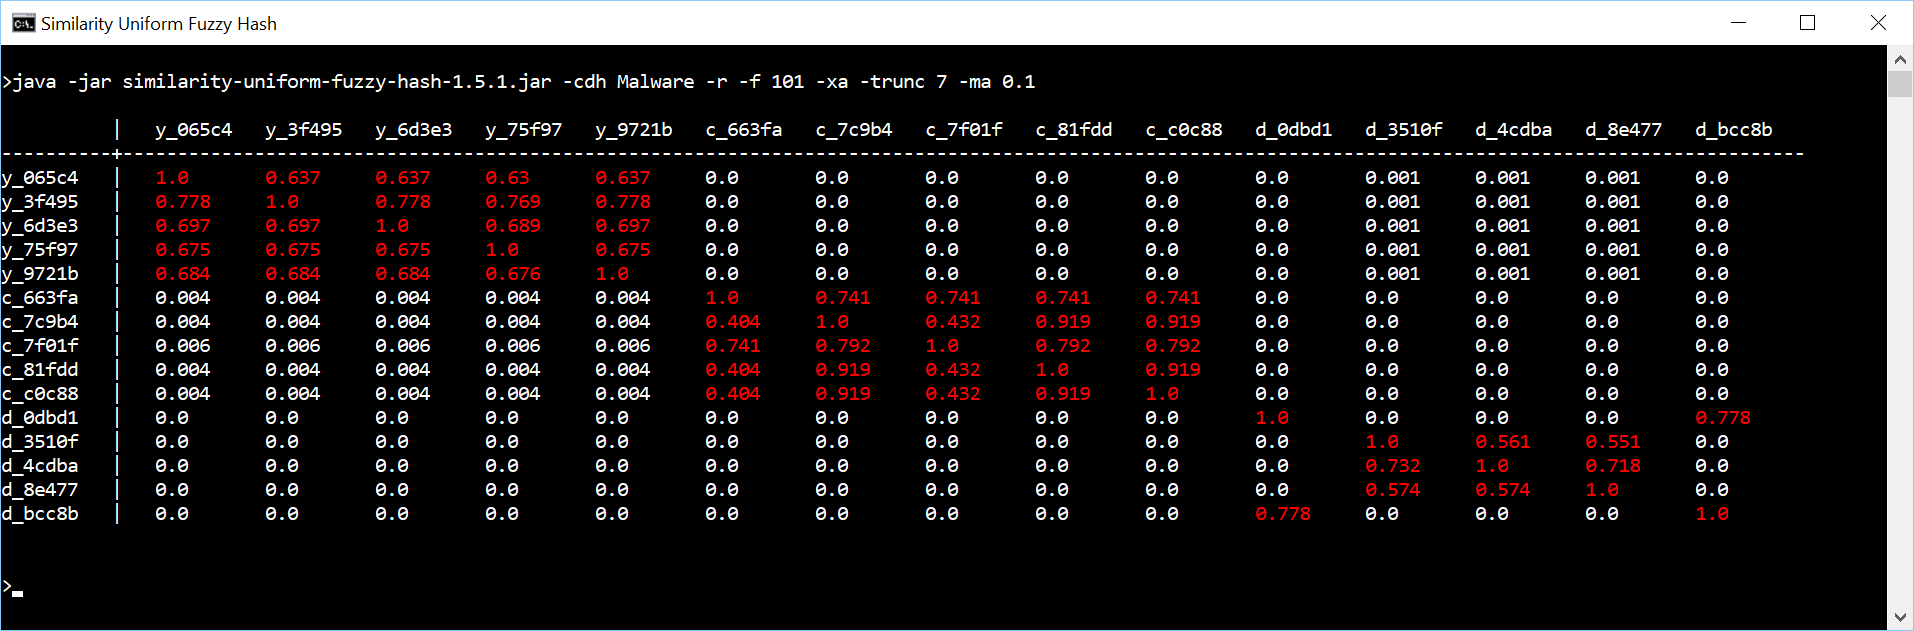 Similarity Uniform Fuzzy Hash
>java -jar similarity-uniform-fuzzy-hash-1.5.1.jar -cdh Malware -r -f 101 -xa -trunc 7 -ma 0.1
| y_065c4 y_3f495 y_6d3e3 y_75f97 y_9721b c_663fa c_7c9b4 c_7f01f c_81fdd c_c0c88 d_0dbd1 d_3510f d_4cdba d_8e477 d_bcc8b
----------+---------------------------------------------------------------------------------------------------------------------------------------------------------
y_065c4 | 1.0 0.637 0.637 0.63 0.637 0.0 0.0 0.0 0.0 0.0 0.0 0.001 0.001 0.001 0.0
y_3f495 | 0.778 1.0 0.778 0.769 0.778 0.0 0.0 0.0 0.0 0.0 0.0 0.001 0.001 0.001 0.0
y_6d3e3 | 0.697 0.697 1.0 0.689 0.697 0.0 0.0 0.0 0.0 0.0 0.0 0.001 0.001 0.001 0.0
y_75f97 | 0.675 0.675 0.675 1.0 0.675 0.0 0.0 0.0 0.0 0.0 0.0 0.001 0.001 0.001 0.0
y_9721b | 0.684 0.684 0.684 0.676 1.0 0.0 0.0 0.0 0.0 0.0 0.0 0.001 0.001 0.001 0.0
c_663fa | 0.004 0.004 0.004 0.004 0.004 1.0 0.741 0.741 0.741 0.741 0.0 0.0 0.0 0.0 0.0
c_7c9b4 | 0.004 0.004 0.004 0.004 0.004 0.404 1.0 0.432 0.919 0.919 0.0 0.0 0.0 0.0 0.0
c_7f01f | 0.006 0.006 0.006 0.006 0.006 0.741 0.792 1.0 0.792 0.792 0.0 0.0 0.0 0.0 0.0
c_81fdd | 0.004 0.004 0.004 0.004 0.004 0.404 0.919 0.432 1.0 0.919 0.0 0.0 0.0 0.0 0.0
c_c0c88 | 0.004 0.004 0.004 0.004 0.004 0.404 0.919 0.432 0.919 1.0 0.0 0.0 0.0 0.0 0.0
d_0dbd1 | 0.0 0.0 0.0 0.0 0.0 0.0 0.0 0.0 0.0 0.0 1.0 0.0 0.0 0.0 0.778
d_3510f | 0.0 0.0 0.0 0.0 0.0 0.0 0.0 0.0 0.0 0.0 0.0 1.0 0.561 0.551 0.0
d_4cdba | 0.0 0.0 0.0 0.0 0.0 0.0 0.0 0.0 0.0 0.0 0.0 0.732 1.0 0.718 0.0
d_8e477 | 0.0 0.0 0.0 0.0 0.0 0.0 0.0 0.0 0.0 0.0 0.0 0.574 0.574 1.0 0.0
d_bcc8b | 0.0 0.0 0.0 0.0 0.0 0.0 0.0 0.0 0.0 0.0 0.778 0.0 0.0 0.0 1.0
>_